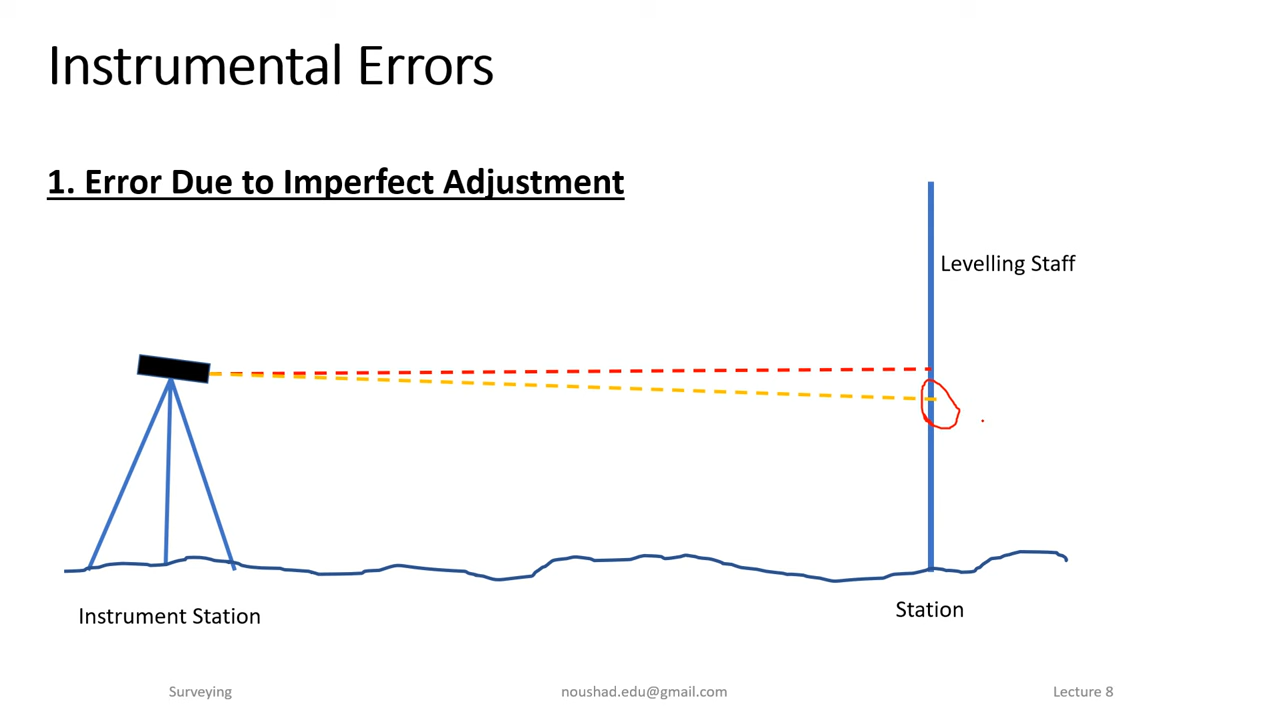 Instrumental Errors
1. Error Due to Imperfect Adjustment
Levelling Staff
Instrument Station
Station
Surveying
noushad.edu@gmail.com
Lecture 8